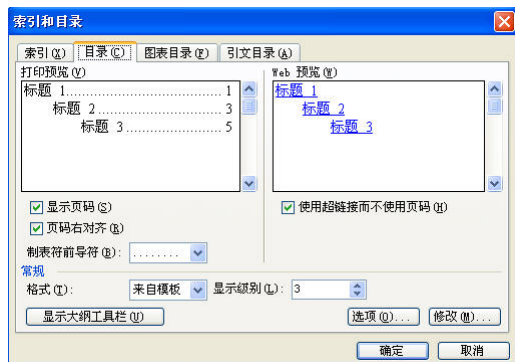 索引和目录
索引(X) 目录(C) 图表目录(F) 引文目录(A)
打印预览(V) Web 预览(W)
标题 1....................1 标题 1
标题 2................3 标题 2
标题 3............5 标题 3
显示页码(S) 使用超链接而不使用页码(H)
页码右对齐(R)
制表符前导符(B): ........
常规
格式(T): 来自模板 显示级别(L): 3
显示大纲工具栏(U) 选项(O)... 修改(M)...
确定 取消